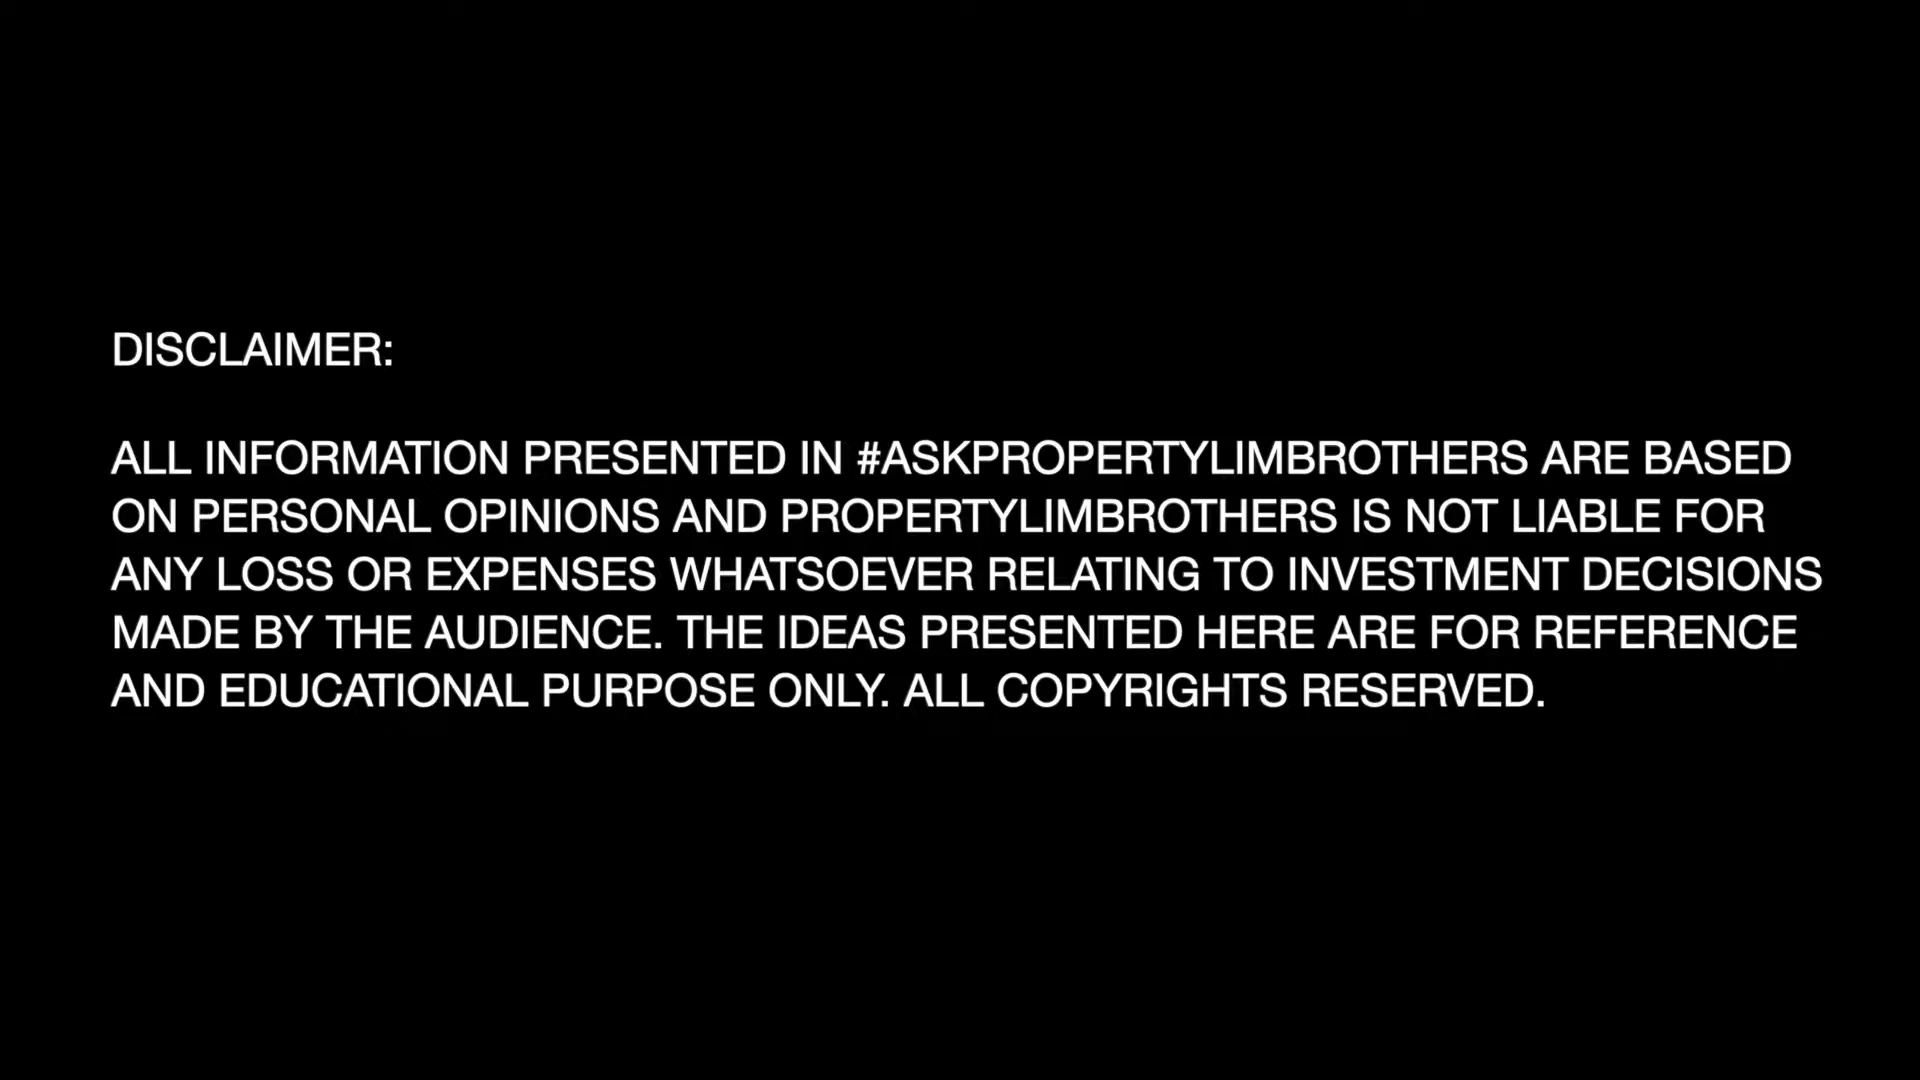 DISCLAIMER:
ALL INFORMATION PRESENTED IN #ASKPROPERTYLIMBROTHERS ARE BASED
ON PERSONAL OPINIONS AND PROPERTYLIMBROTHERS IS NOT LIABLE FOR
ANY LOSS OR EXPENSES WHATSOEVER RELATING TO INVESTMENT DECISIONS
MADE BY THE AUDIENCE. THE IDEAS PRESENTED HERE ARE FOR REFERENCE
AND EDUCATIONAL PURPOSE ONLY. ALL COPYRIGHTS RESERVED.